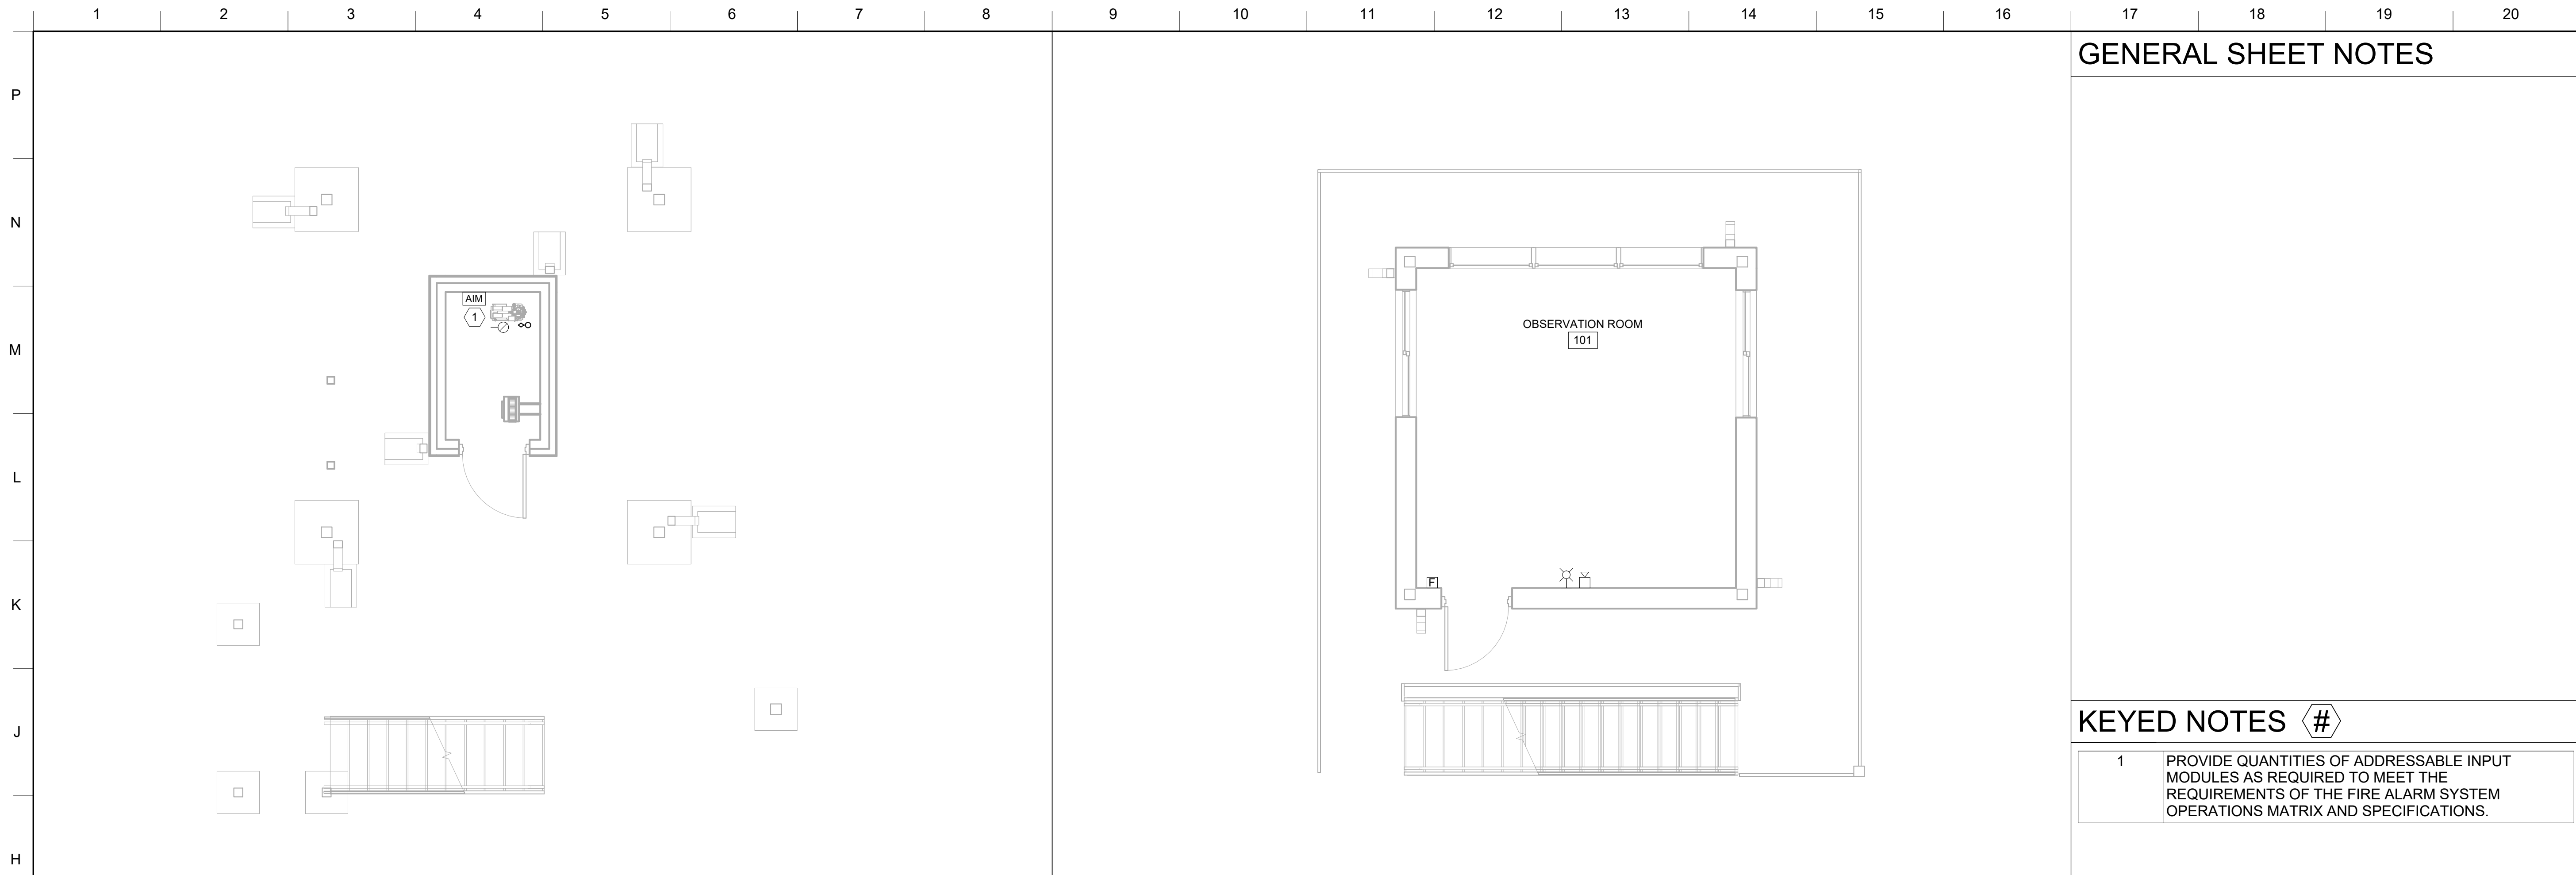 1 2 3 4 5 6 7 8 9 10 11 12 13 14 15 16 17 18 19 20
P
N
M
L
K
J
H
AIM
1
OBSERVATION ROOM
101
F
GENERAL SHEET NOTES
KEYED NOTES #
1 PROVIDE QUANTITIES OF ADDRESSABLE INPUT
MODULES AS REQUIRED TO MEET THE
REQUIREMENTS OF THE FIRE ALARM SYSTEM
OPERATIONS MATRIX AND SPECIFICATIONS.